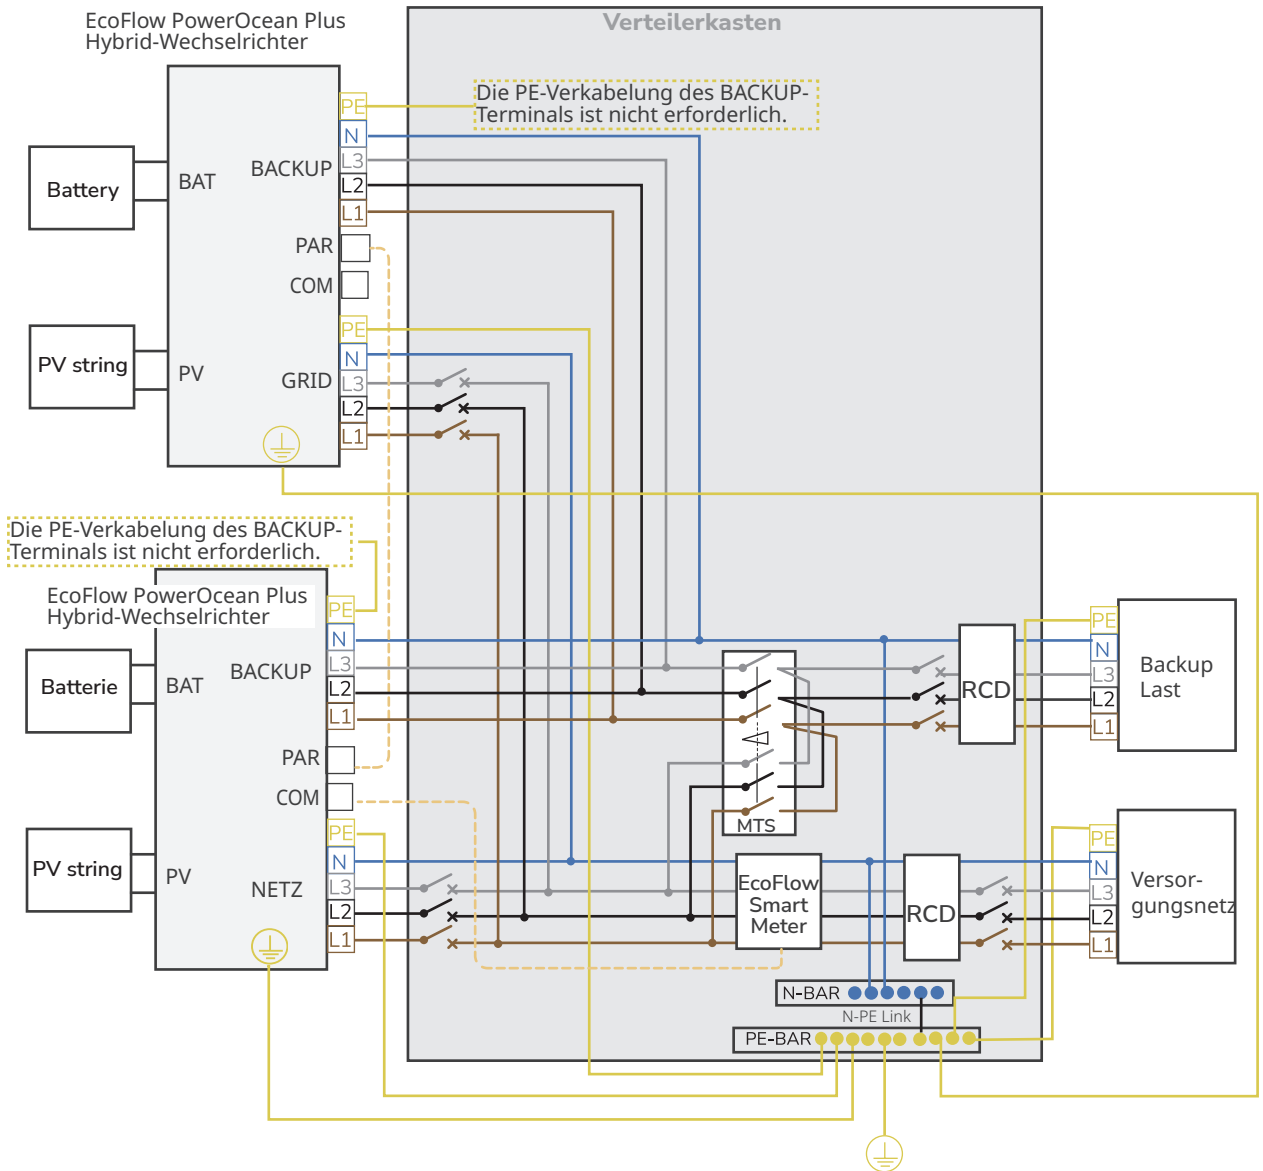 EcoFlow PowerOcean Plus
Hybrid-Wechselrichter
Verteilerkasten
Die PE-Verkabelung des BACKUP-
Terminals ist nicht erforderlich.
PE
N
L3
L2
L1
BACKUP
BAT
Battery
PAR
COM
PE
N
L3
L2
L1
GRID
PV
PV string
Die PE-Verkabelung des BACKUP-
Terminals ist nicht erforderlich.
EcoFlow PowerOcean Plus
Hybrid-Wechselrichter
PE
N
L3
L2
L1
BACKUP
BAT
Batterie
PAR
COM
PE
N
L3
L2
L1
NETZ
PV
PV string
MTS
RCD
PE
N
L3
L2
L1
Backup
Last
EcoFlow
Smart
Meter
RCD
PE
N
L3
L2
L1
Versor-
gungsnetz
N-BAR
N-PE Link
PE-BAR